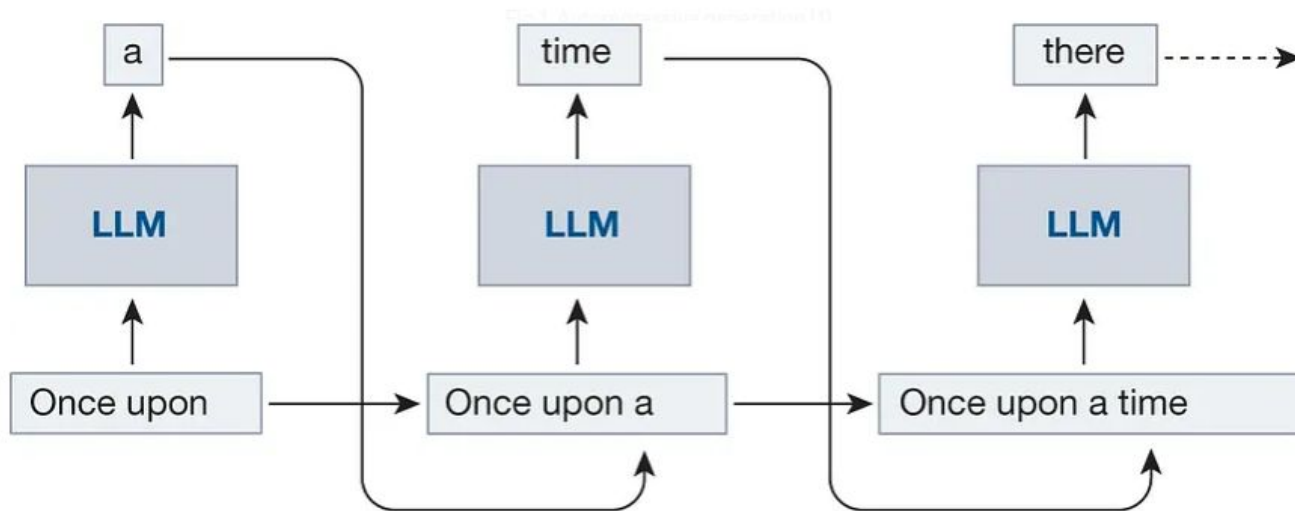 a
time
there
LLM
LLM
LLM
Once upon
Once upon a
Once upon a time